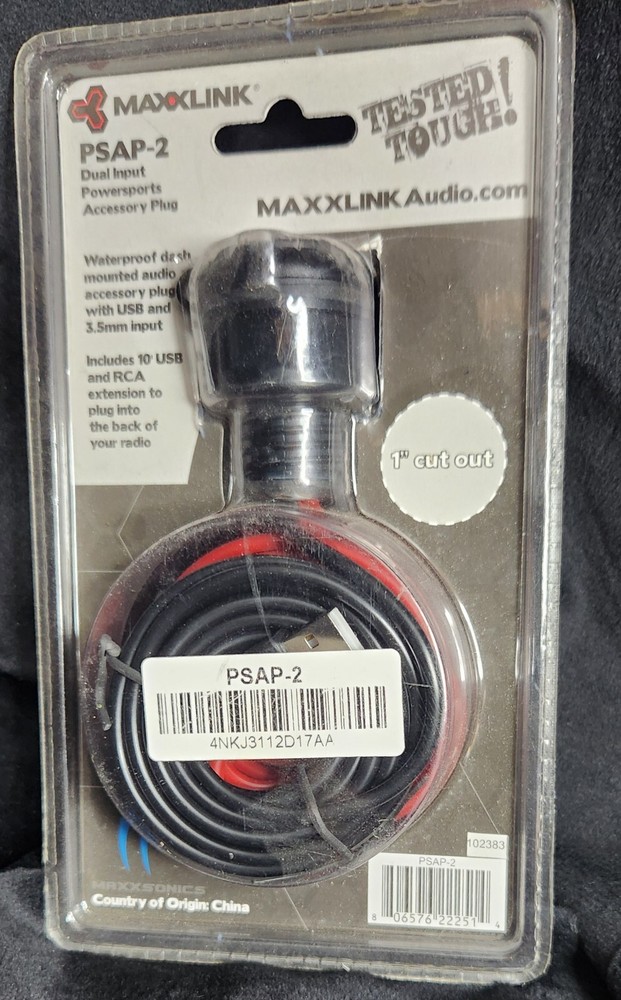 MAXXLINK®
TESTED
TOUGH!
PSAP-2
Dual Input
Powersports
Accessory Plug
MAXXLINKAudio.com
Waterproof dash
mounted audio
accessory plug
with USB and
3.5mm input
Includes 10' USB
and RCA
extension to
plug into
the back of
your radio
1" cut out
PSAP-2
4NKJ3112D17AA
102383
PSAP-2
8 06576 22251 4
MAXXSONICS
Country of Origin: China